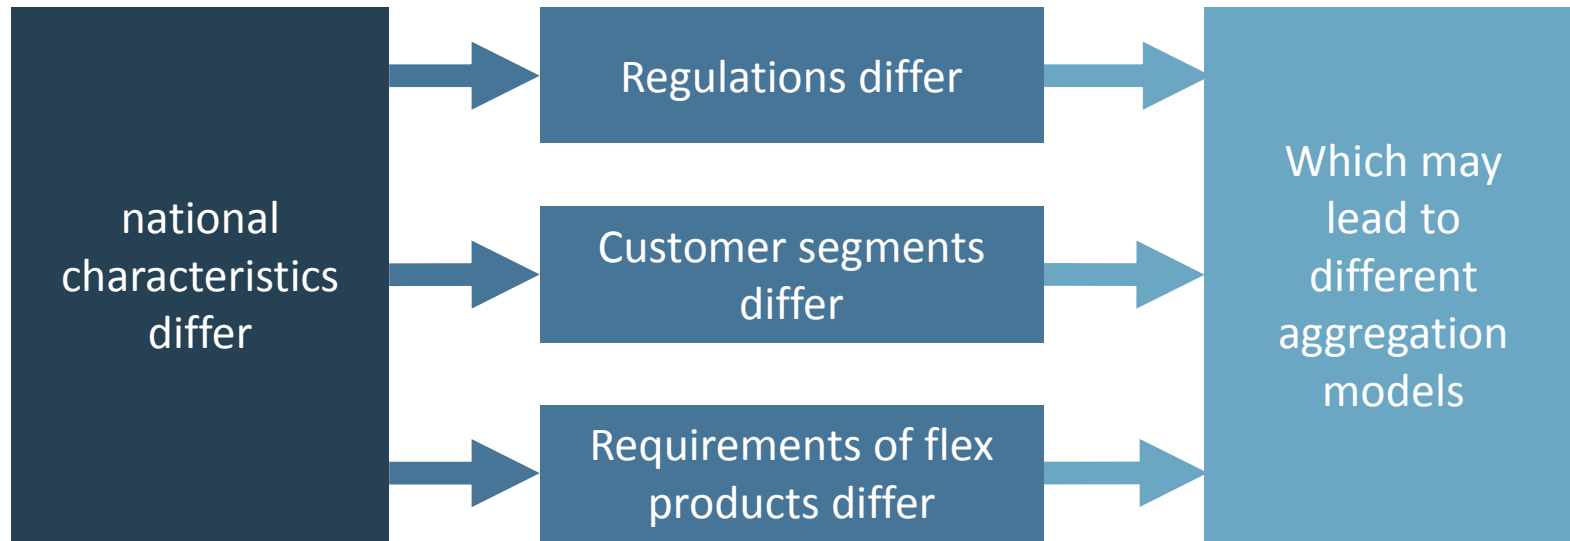 national
characteristics
differ
Regulations differ
Customer segments
differ
Requirements of flex
products differ
Which may
lead to
different
aggregation
models